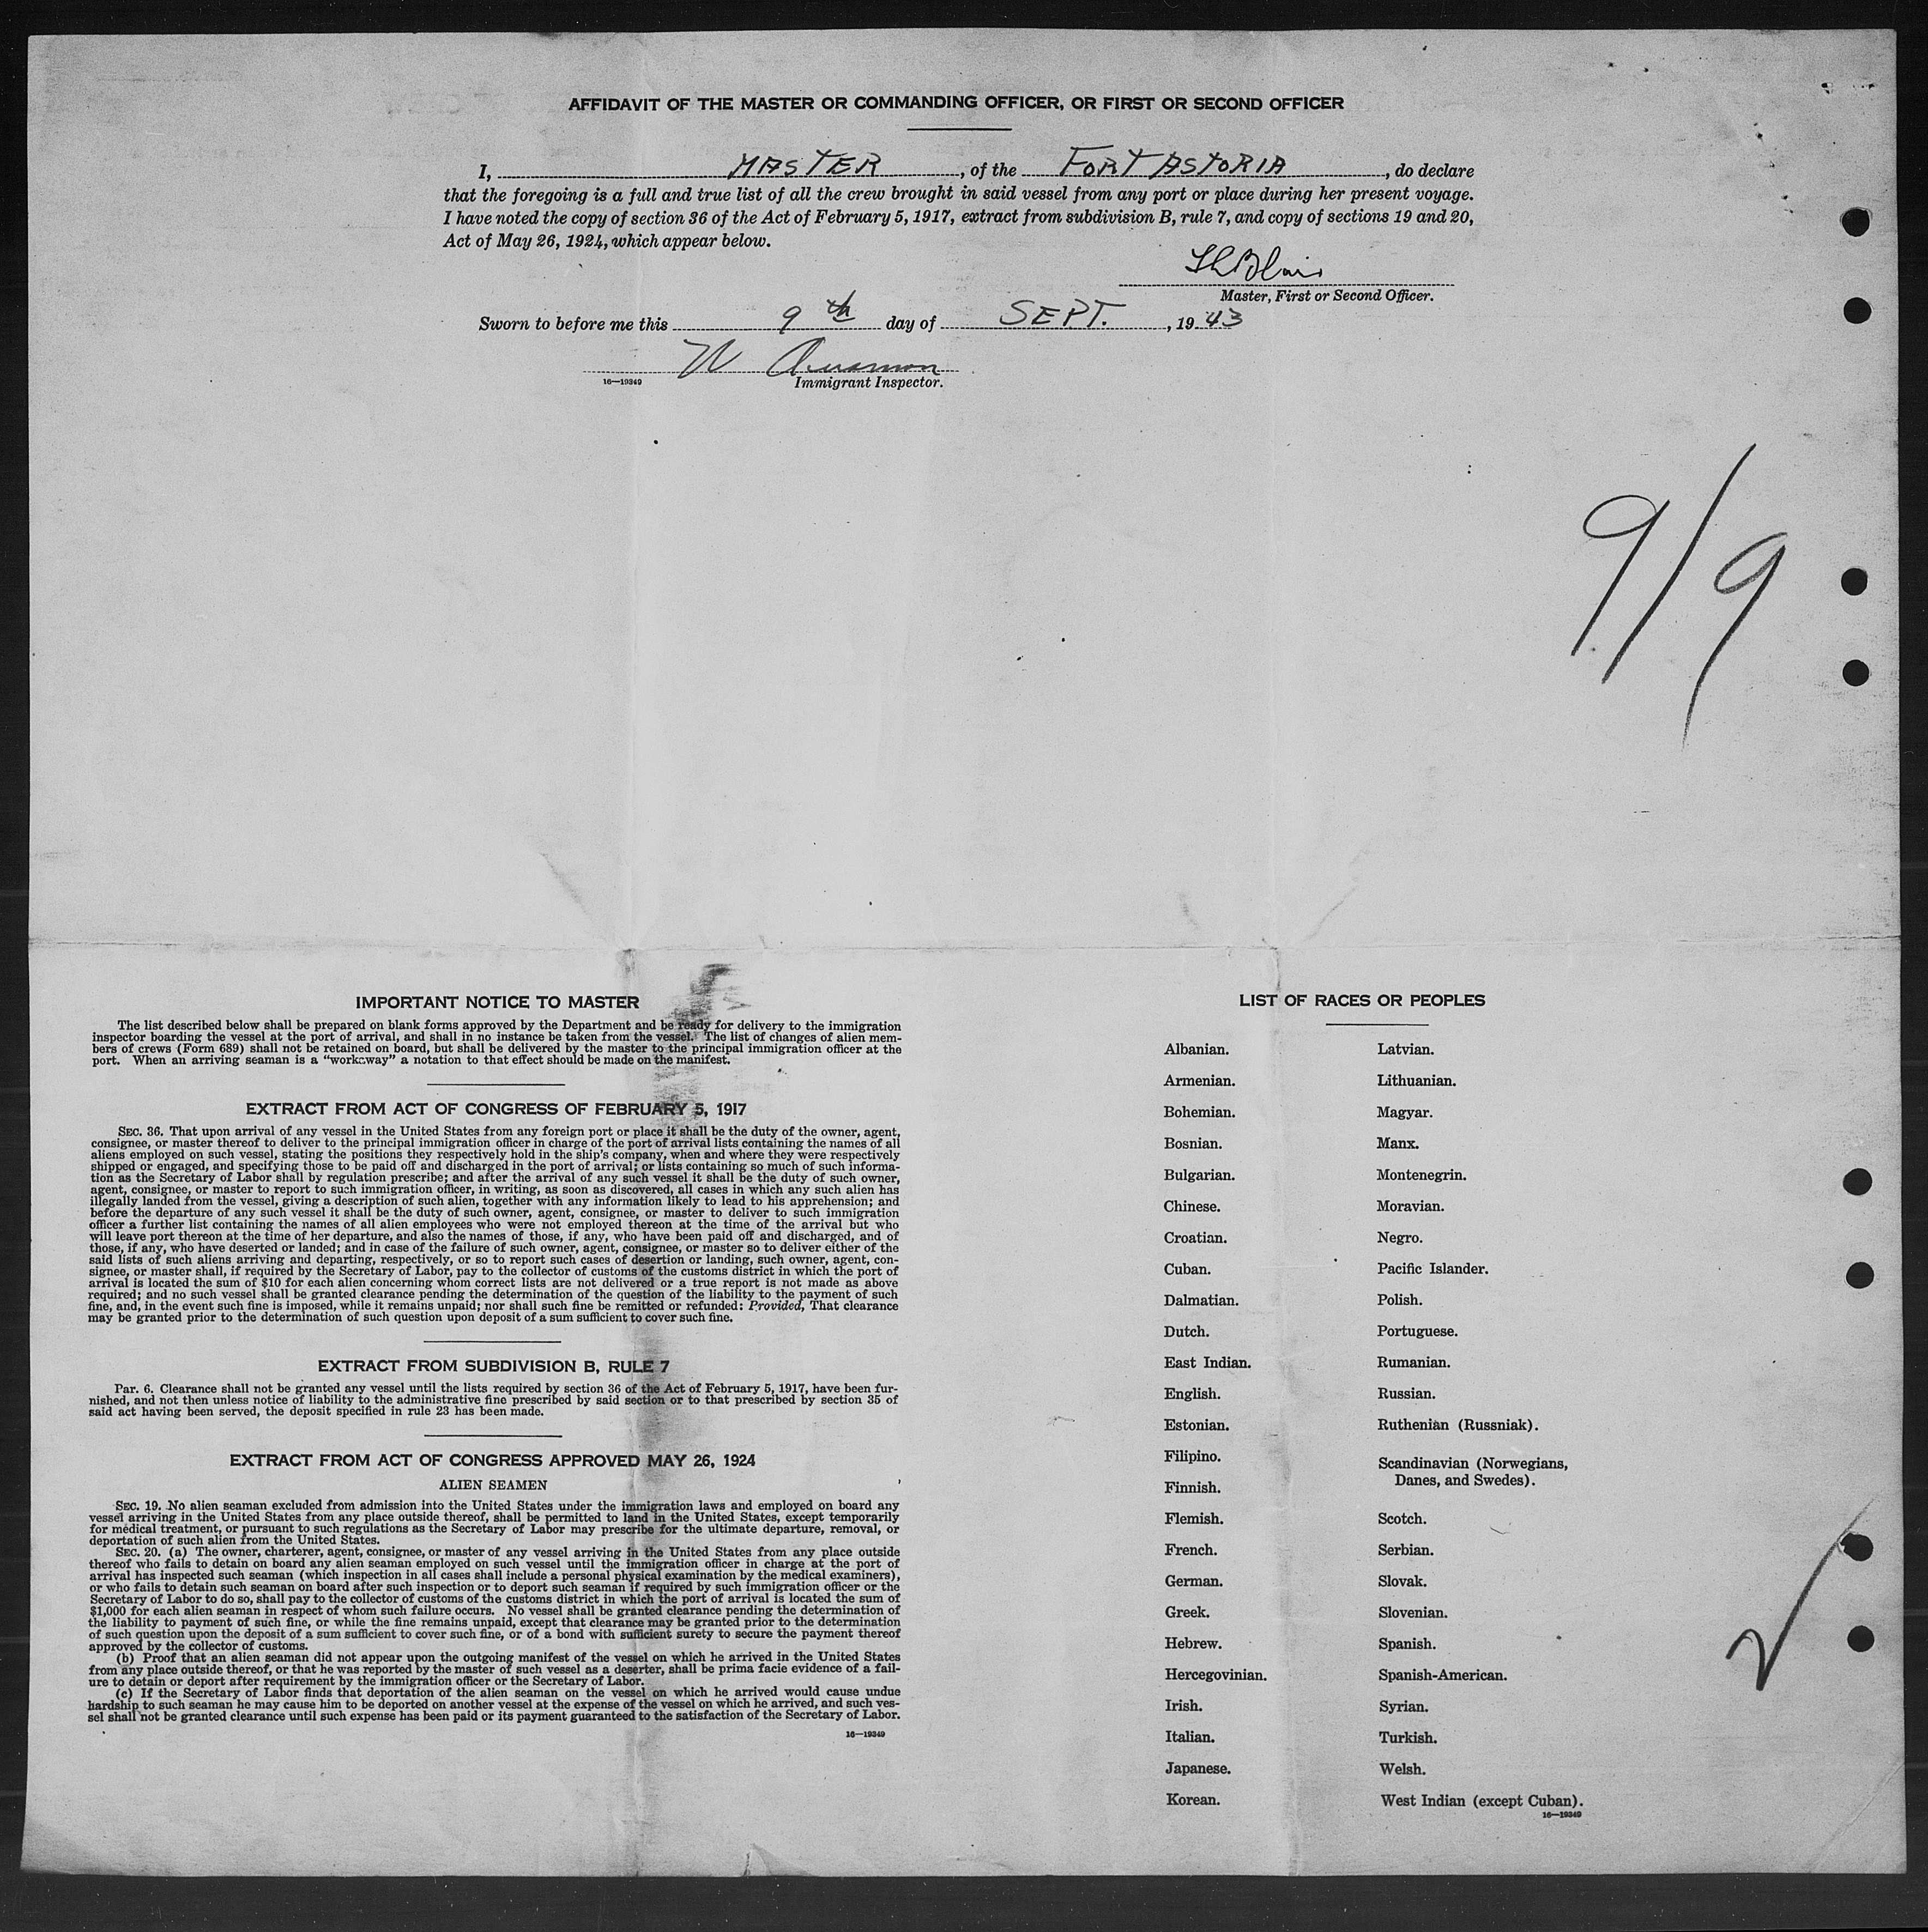 AFFIDAVIT OF THE MASTER OR COMMANDING OFFICER, OR FIRST OR SECOND OFFICER
I, MASTER, of the FORT ASTORIA, do declare
that the foregoing is a full and true list of all the crew brought in said vessel from any port or place during her present voyage.
I have noted the copy of section 36 of the Act of February 5, 1917, extract from subdivision B, rule 7, and copy of sections 19 and 20,
Act of May 26, 1924, which appear below.
Blair
Master, First or Second Officer.
Sworn to before me this 9th day of SEPT., 1943
W
16—19349 Immigrant Inspector.
9/9
IMPORTANT NOTICE TO MASTER
The list described below shall be prepared on blank forms approved by the Department and be ready for delivery to the immigration
inspector boarding the vessel at the port of arrival, and shall in no instance be taken from the vessel. The list of changes of alien mem-
bers of crews (Form 689) shall not be retained on board, but shall be delivered by the master to the principal immigration officer at the
port. When an arriving seaman is a "workaway" a notation to that effect should be made on the manifest.
EXTRACT FROM ACT OF CONGRESS OF FEBRUARY 5, 1917
SEC. 36. That upon arrival of any vessel in the United States from any foreign port or place it shall be the duty of the owner, agent,
consignee, or master thereof to deliver to the principal immigration officer in charge of the port of arrival lists containing the names of all
aliens employed on such vessel, stating the positions they respectively hold in the ship's company, when and where they were respectively
shipped or engaged, and specifying those to be paid off and discharged in the port of arrival; or lists containing so much of such informa-
tion as the Secretary of Labor shall by regulation prescribe; and after the arrival of any such vessel it shall be the duty of such owner,
agent, consignee, or master to report to such immigration officer, in writing, as soon as discovered, all cases in which any such alien has
illegally landed from the vessel, giving a description of such alien, together with any information likely to lead to his apprehension; and
before the departure of any such vessel it shall be the duty of such owner, agent, consignee, or master to deliver to such immigration
officer a further list containing the names of all alien employees who were not employed thereon at the time of the arrival but who
will leave port thereon at the time of her departure, and also the names of those, if any, who have been paid off and discharged, and of
those, if any, who have deserted or landed; and in case of the failure of such owner, agent, consignee, or master so to deliver either of the
said lists of such aliens arriving and departing, respectively, or so to report such cases of desertion or landing, such owner, agent, con-
signee, or master shall, if required by the Secretary of Labor, pay to the collector of customs of the customs district in which the port of
arrival is located the sum of $10 for each alien concerning whom correct lists are not delivered or a true report is not made as above
required; and no such vessel shall be granted clearance pending the determination of the question of the liability to the payment of such
fine, and, in the event such fine is imposed, while it remains unpaid; nor shall such fine be remitted or refunded: Provided, That clearance
may be granted prior to the determination of such question upon deposit of a sum sufficient to cover such fine.
EXTRACT FROM SUBDIVISION B, RULE 7
Par. 6. Clearance shall not be granted any vessel until the lists required by section 36 of the Act of February 5, 1917, have been fur-
nished, and not then unless notice of liability to the administrative fine prescribed by said section or to that prescribed by section 35 of
said act having been served, the deposit specified in rule 23 has been made.
EXTRACT FROM ACT OF CONGRESS APPROVED MAY 26, 1924
ALIEN SEAMEN
SEC. 19. No alien seaman excluded from admission into the United States under the immigration laws and employed on board any
vessel arriving in the United States from any place outside thereof, shall be permitted to land in the United States, except temporarily
for medical treatment, or pursuant to such regulations as the Secretary of Labor may prescribe for the ultimate departure, removal, or
deportation of such alien from the United States.
SEC. 20. (a) The owner, charterer, agent, consignee, or master of any vessel arriving in the United States from any place outside
thereof who fails to detain on board any alien seaman employed on such vessel until the immigration officer in charge at the port of
arrival has inspected such seaman (which inspection in all cases shall include a personal physical examination by the medical examiners),
or who fails to detain such seaman on board after such inspection or to deport such seaman if required by such immigration officer or the
Secretary of Labor to do so, shall pay to the collector of customs of the customs district in which the port of arrival is located the sum of
$1,000 for each alien seaman in respect of whom such failure occurs. No vessel shall be granted clearance pending the determination of
the liability to payment of such fine, or while the fine remains unpaid, except that clearance may be granted prior to the determination
of such question upon the deposit of a sum sufficient to cover such fine, or of a bond with sufficient surety to secure the payment thereof
approved by the collector of customs.
(b) Proof that an alien seaman did not appear upon the outgoing manifest of the vessel on which he arrived in the United States
from any place outside thereof, or that he was reported by the master of such vessel as a deserter, shall be prima facie evidence of a fail-
ure to detain or deport after requirement by the immigration officer or the Secretary of Labor.
(c) If the Secretary of Labor finds that deportation of the alien seaman on the vessel on which he arrived would cause undue
hardship to such seaman he may cause him to be deported on another vessel at the expense of the vessel on which he arrived, and such ves-
sel shall not be granted clearance until such expense has been paid or its payment guaranteed to the satisfaction of the Secretary of Labor.
16—19349
LIST OF RACES OR PEOPLES
Albanian.
Armenian.
Bohemian.
Bosnian.
Bulgarian.
Chinese.
Croatian.
Cuban.
Dalmatian.
Dutch.
East Indian.
English.
Estonian.
Filipino.
Finnish.
Flemish.
French.
German.
Greek.
Hebrew.
Hercegovinian.
Irish.
Italian.
Japanese.
Korean.
Latvian.
Lithuanian.
Magyar.
Manx.
Montenegrin.
Moravian.
Negro.
Pacific Islander.
Polish.
Portuguese.
Rumanian.
Russian.
Ruthenian (Russniak).
Scandinavian (Norwegians,
Danes, and Swedes).
Scotch.
Serbian.
Slovak.
Slovenian.
Spanish.
Spanish-American.
Syrian.
Turkish.
Welsh.
West Indian (except Cuban).
16—19349